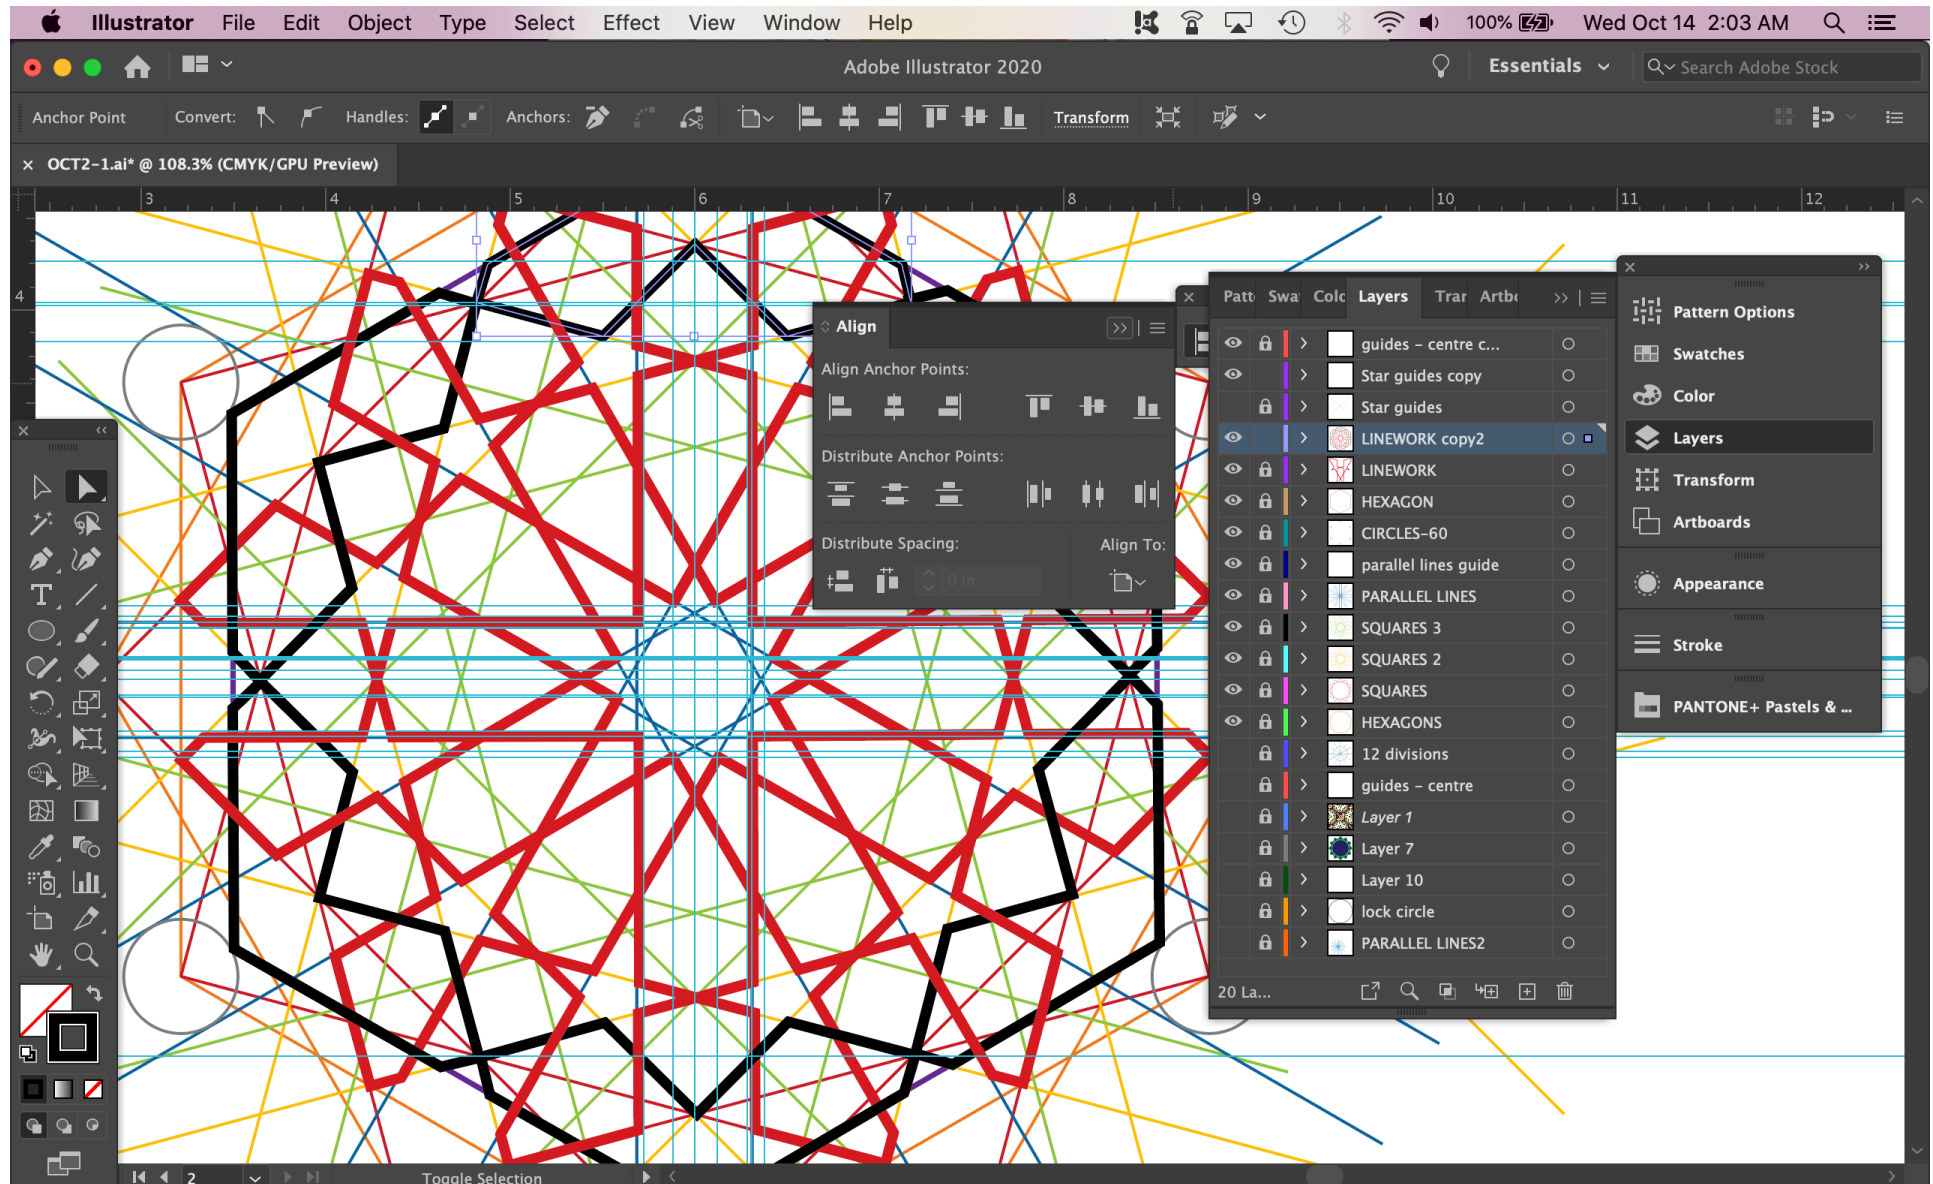 Illustrator File Edit Object Type Select Effect View Window Help 100% Wed Oct 14 2:03 AM
Adobe Illustrator 2020 Essentials Search Adobe Stock
Anchor Point Convert: Handles: Anchors: Transform
× OCT2-1.ai* @ 108.3% (CMYK/GPU Preview)
3 4 5 6 7 8 9 10 11 12
4
Align
Align Anchor Points:
Distribute Anchor Points:
Distribute Spacing: Align To:
0 in
Patt Swa Colo Layers Tran Artbo
guides - centre c...
Star guides copy
Star guides
LINEWORK copy2
LINEWORK
HEXAGON
CIRCLES-60
parallel lines guide
PARALLEL LINES
SQUARES 3
SQUARES 2
SQUARES
HEXAGONS
12 divisions
guides - centre
Layer 1
Layer 7
Layer 10
lock circle
PARALLEL LINES2
20 La...
Pattern Options
Swatches
Color
Layers
Transform
Artboards
Appearance
Stroke
PANTONE+ Pastels & ...
2 Toggle Selection